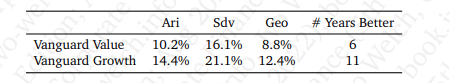 Ari Sdv Geo # Years Better
Vanguard Value 10.2% 16.1% 8.8% 6
Vanguard Growth 14.4% 21.1% 12.4% 11